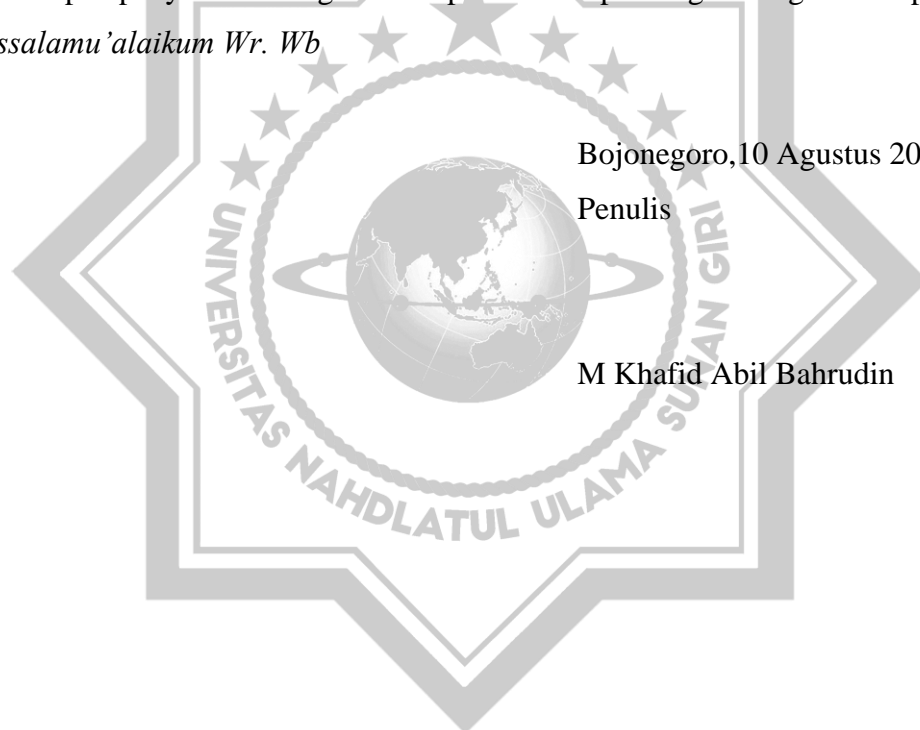 ssalamu’alaikum Wr. Wb
Bojonegoro,10 Agustus 20
Penulis
M Khafid Abil Bahrudin
UNIVERSITAS NAHDLATUL ULAMA SUNAN GIRI